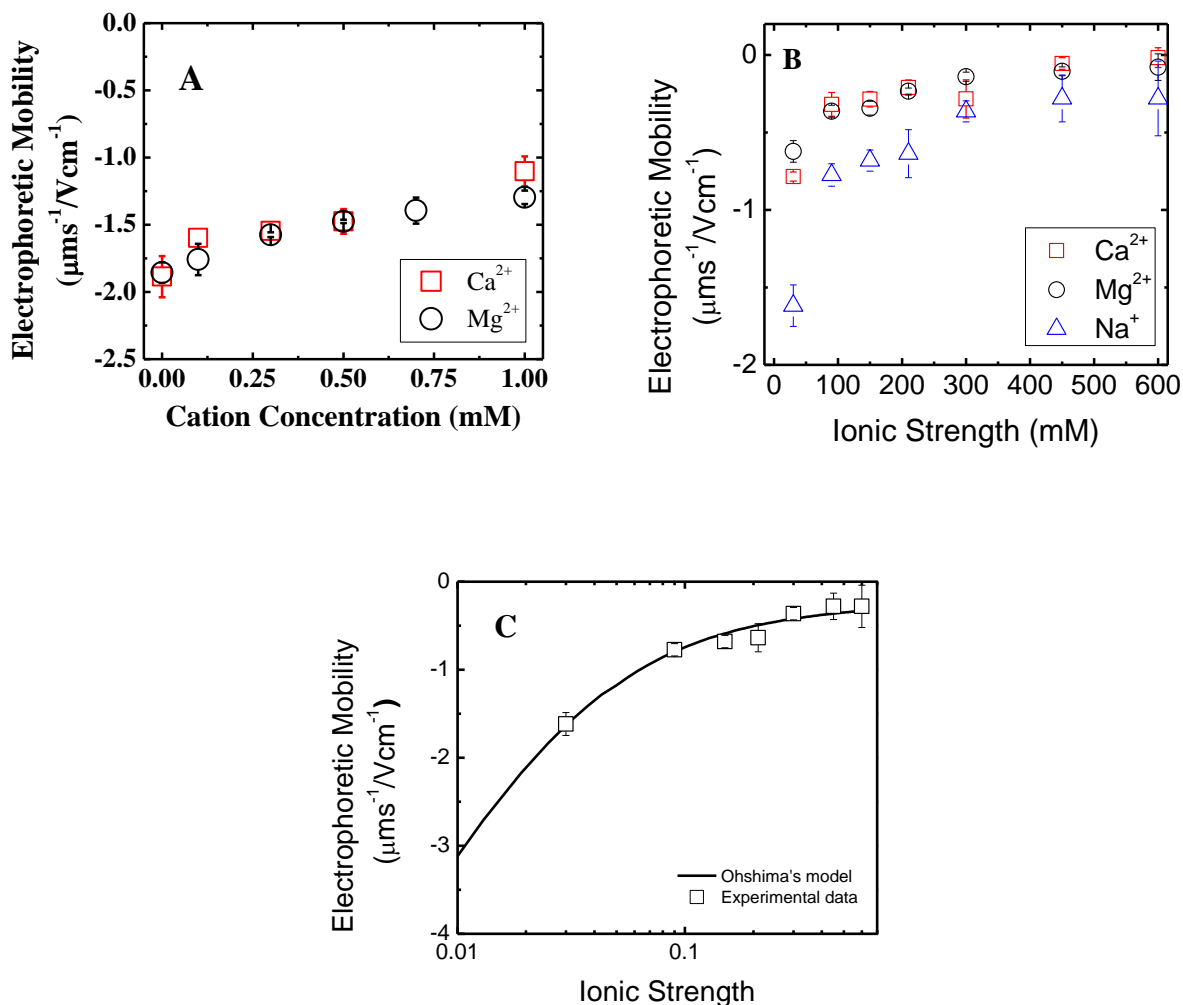 Electrophoretic Mobility
(μms⁻¹/Vcm⁻¹)
0.0
-0.5
-1.0
-1.5
-2.0
-2.5
A
Ca²⁺
Mg²⁺
0.00 0.25 0.50 0.75 1.00
Cation Concentration (mM)
Electrophoretic Mobility
(μms⁻¹/Vcm⁻¹)
0
-1
-2
B
Ca²⁺
Mg²⁺
Na⁺
0 100 200 300 400 500 600
Ionic Strength (mM)
Electrophoretic Mobility
(μms⁻¹/Vcm⁻¹)
0
-1
-2
-3
-4
C
Ohshima's model
Experimental data
0.01 0.1
Ionic Strength